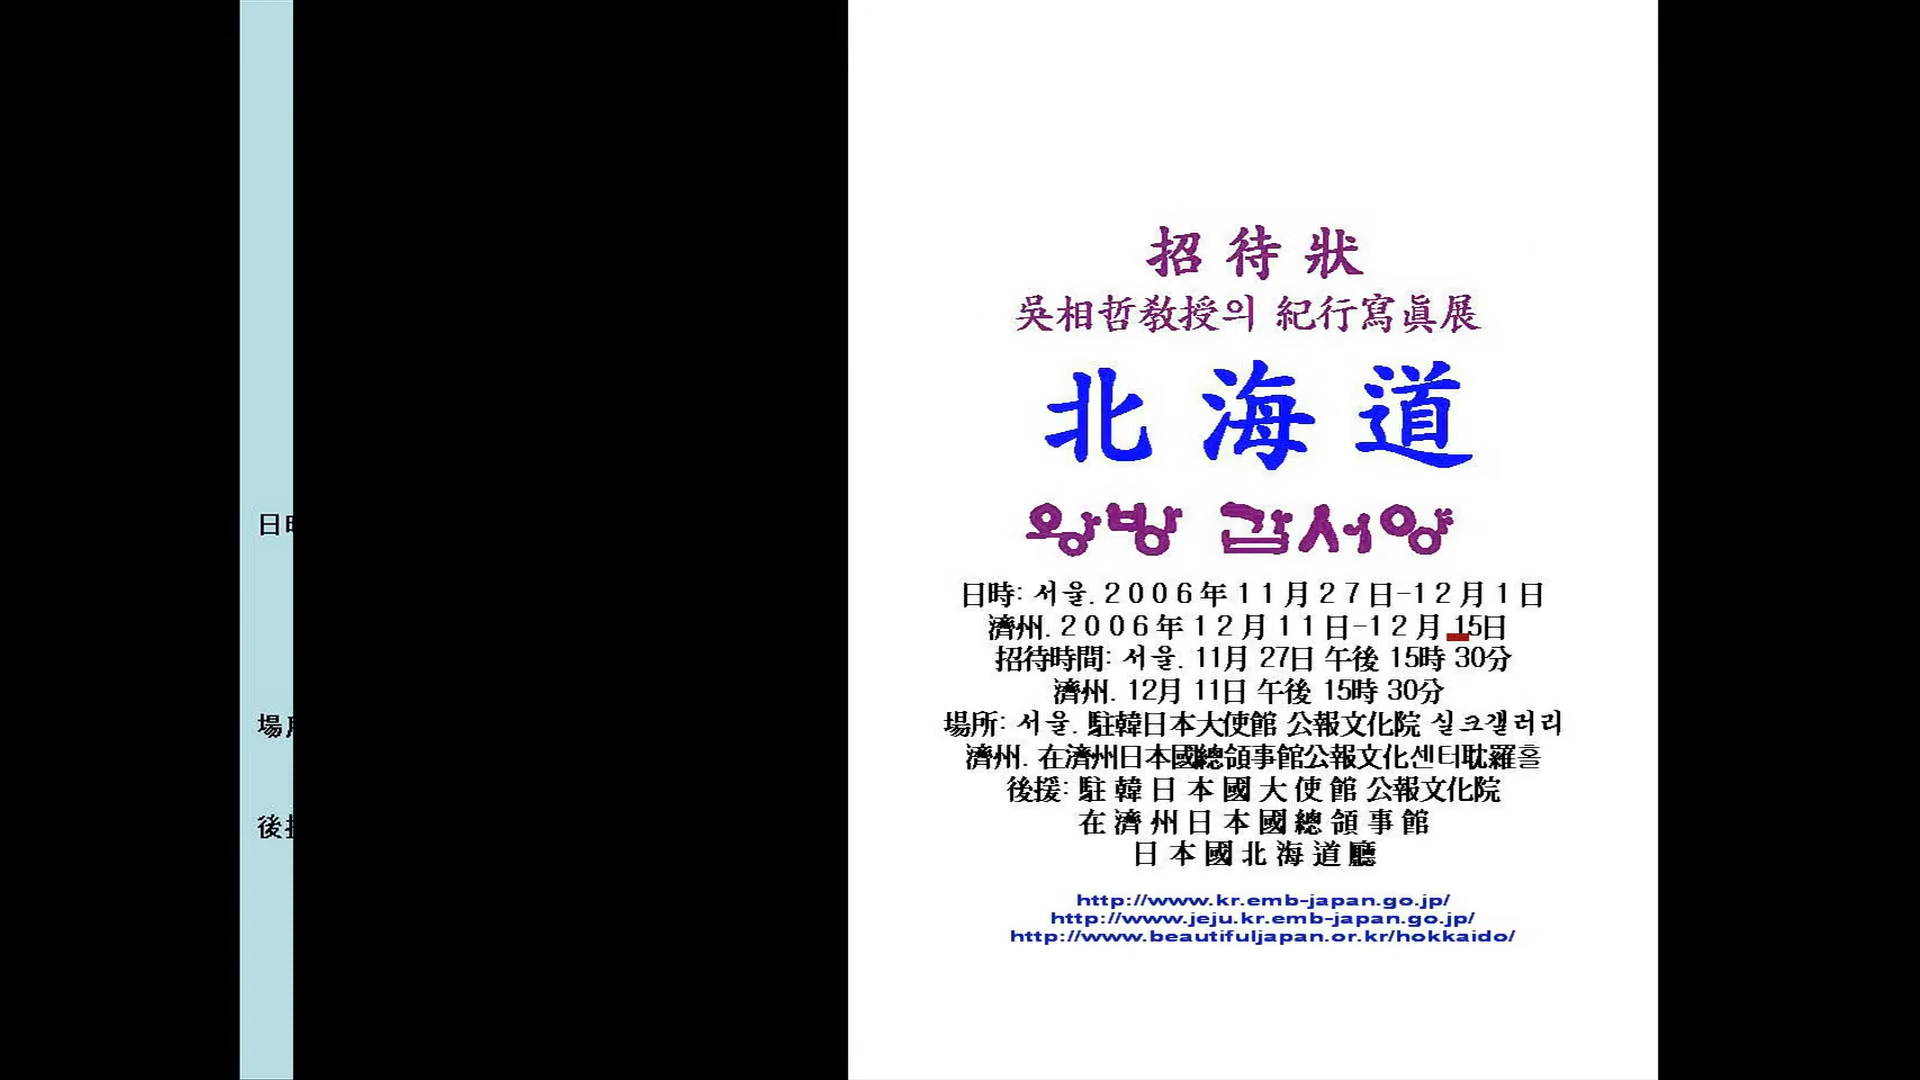 招待狀
吳相哲敎授의 紀行寫眞展
北海道
왕방 갑서양
日時: 서울. 2006年11月27日-12月1日
濟州. 2006年12月11日-12月 15日
招待時間: 서울. 11月 27日 午後 15時 30分
濟州. 12月 11日 午後 15時 30分
場所: 서울. 駐韓日本大使館 公報文化院 실크갤러리
濟州. 在濟州日本國總領事館公報文化센터耽羅홀
後援: 駐韓日本國大使館 公報文化院
在濟州日本國總領事館
日本國北海道廳
http://www.kr.emb-japan.go.jp/
http://www.jeju.kr.emb-japan.go.jp/
http://www.beautifuljapan.or.kr/hokkaido/